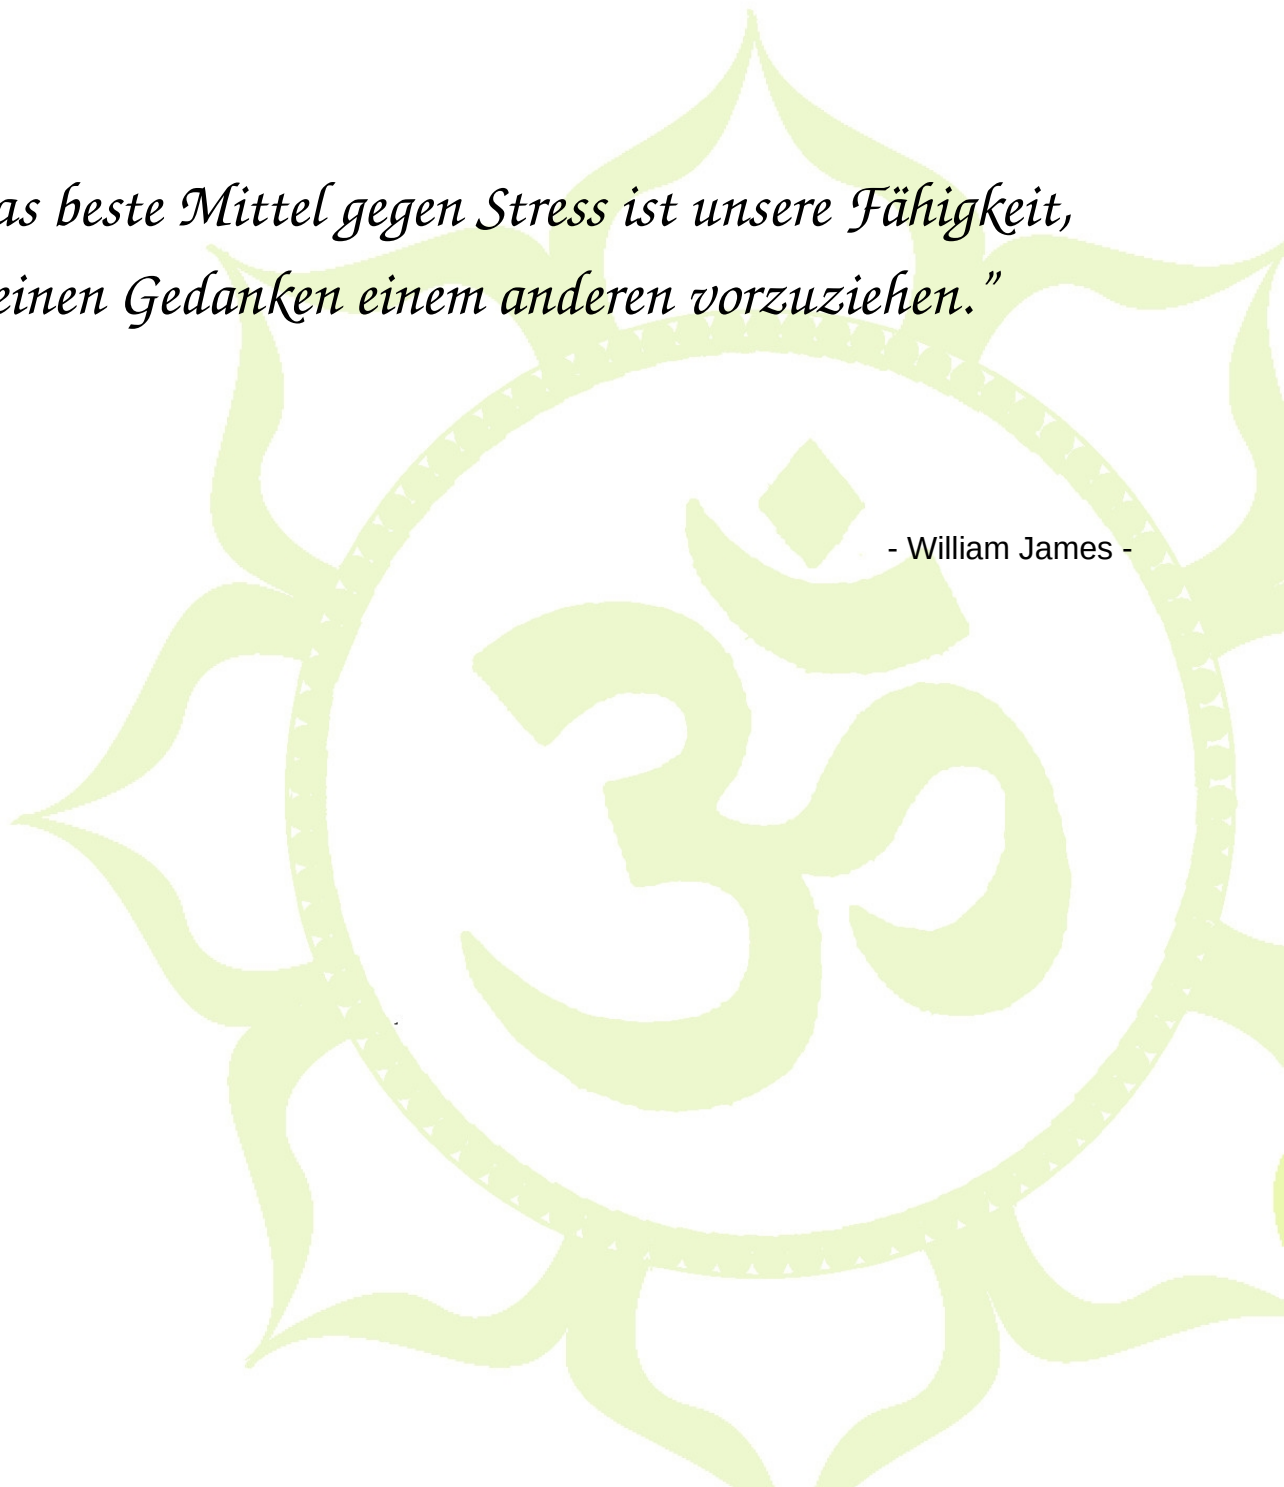 as beste Mittel gegen Stress ist unsere Fähigkeit,
einen Gedanken einem anderen vorzuziehen.”
- William James -
ॐ